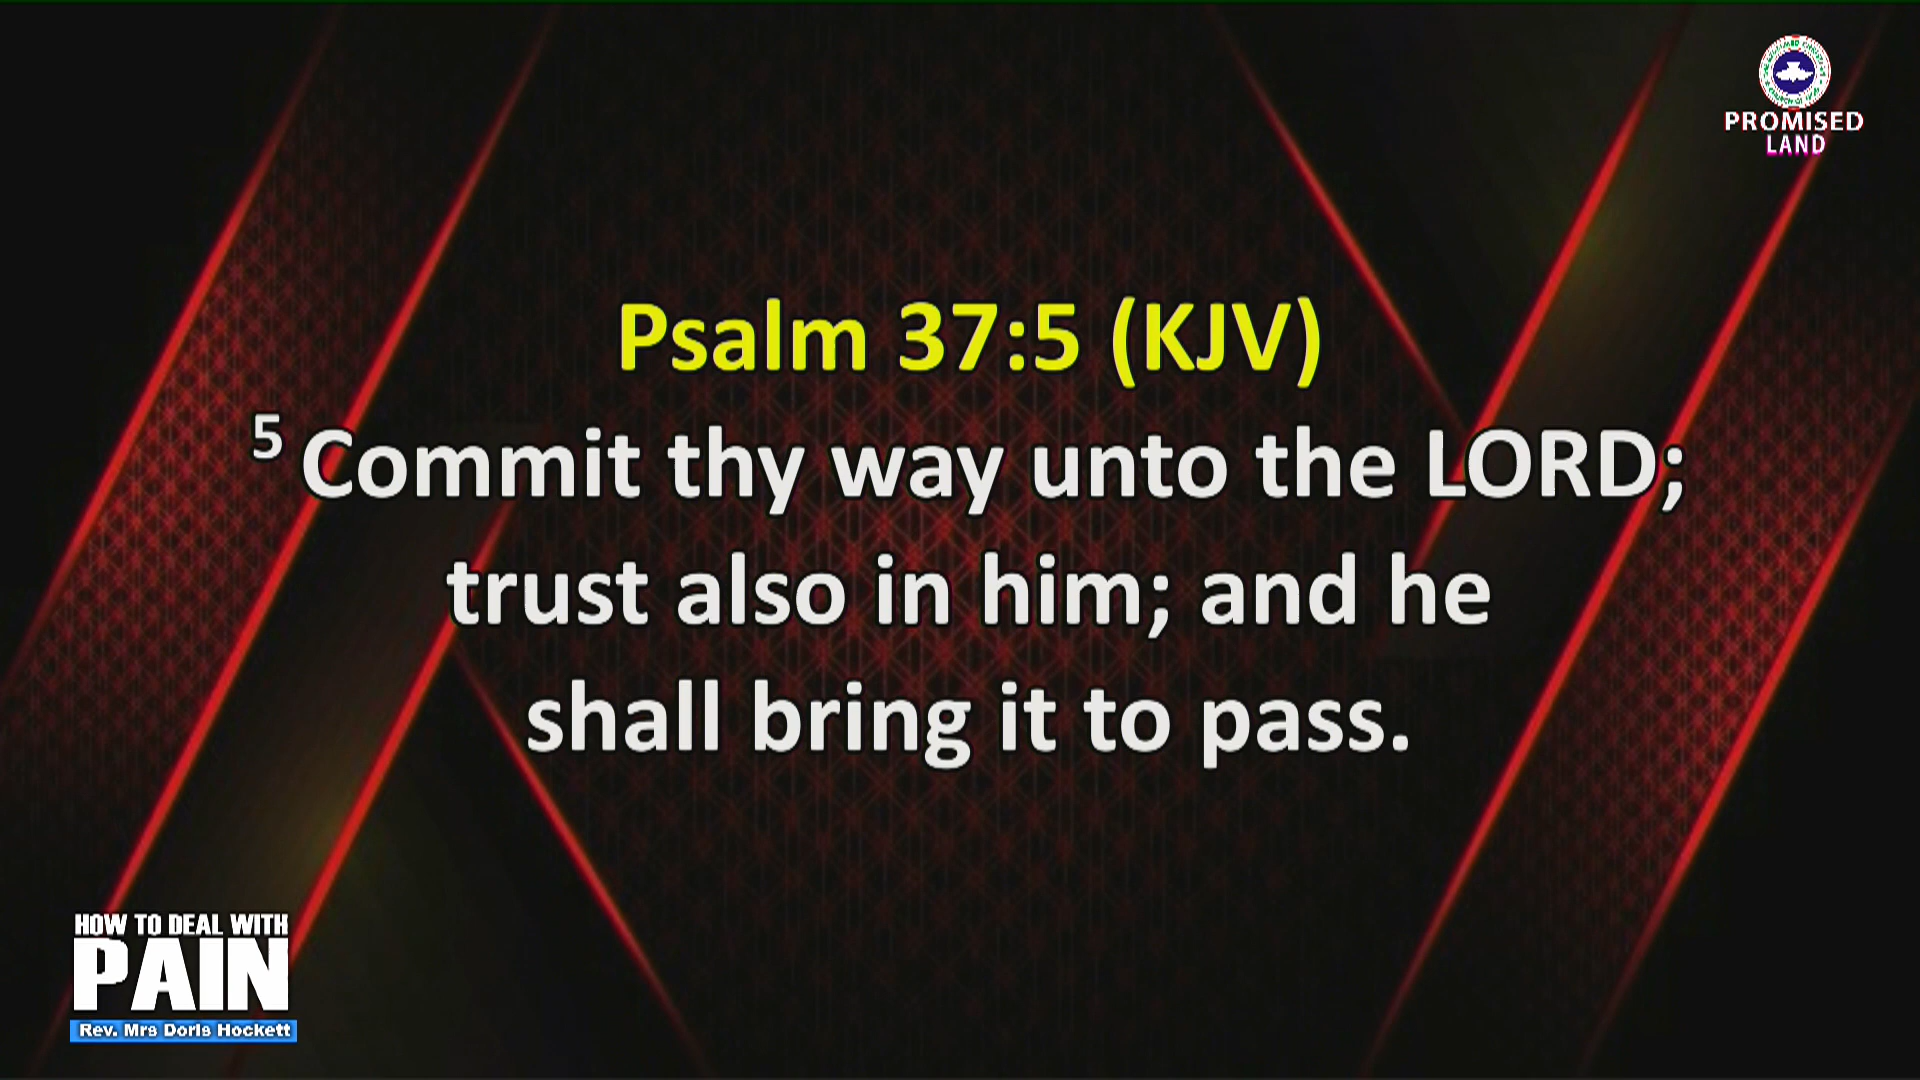 PROMISED
LAND
Psalm 37:5 (KJV)
5 Commit thy way unto the LORD;
trust also in him; and he
shall bring it to pass.
HOW TO DEAL WITH
PAIN
Rev. Mrs Doris Hockett